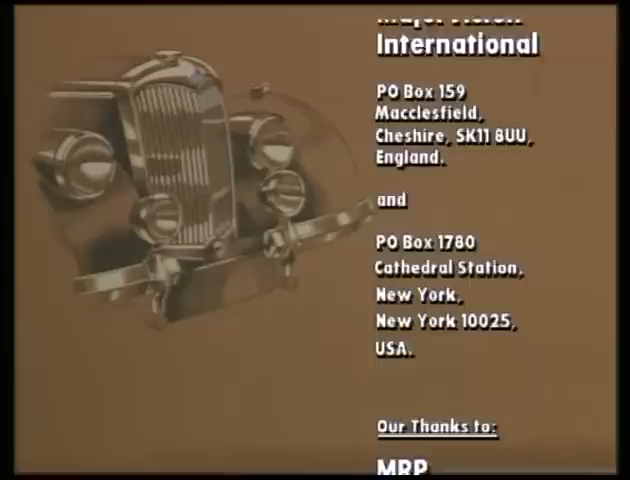 International
PO Box 159
Macclesfield,
Cheshire, SK11 8UU,
England.
and
PO Box 1780
Cathedral Station,
New York,
New York 10025,
USA.
Our Thanks to:
MRP